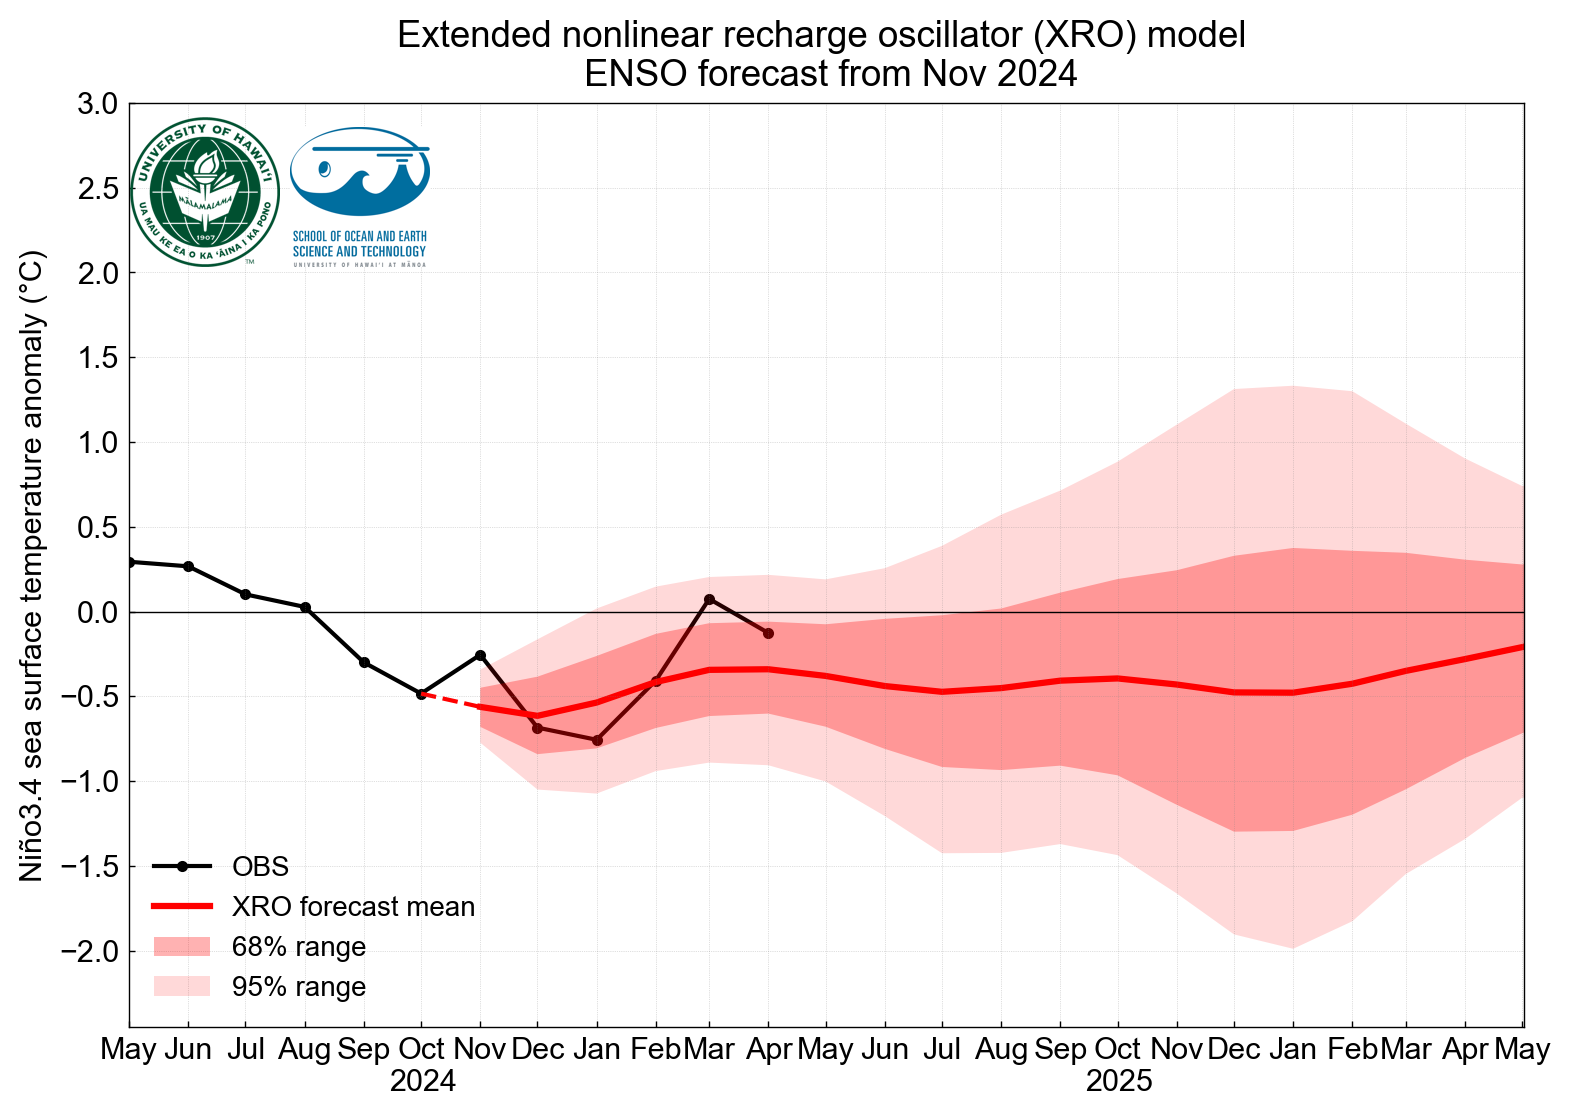 Extended nonlinear recharge oscillator (XRO) model
ENSO forecast from Nov 2024
3.0
2.5
2.0
1.5
1.0
0.5
0.0
−0.5
−1.0
−1.5
−2.0
Niño3.4 sea surface temperature anomaly (°C)
UNIVERSITY OF HAWAIʻI
MĀLAMALAMA
1907
UA MAU KE EA O KA ʻĀINA I KA PONO
TM
SCHOOL OF OCEAN AND EARTH
SCIENCE AND TECHNOLOGY
UNIVERSITY OF HAWAIʻI AT MĀNOA
OBS
XRO forecast mean
68% range
95% range
May Jun Jul Aug Sep Oct Nov Dec Jan Feb Mar Apr May Jun Jul Aug Sep Oct Nov Dec Jan Feb Mar Apr May
2024 2025